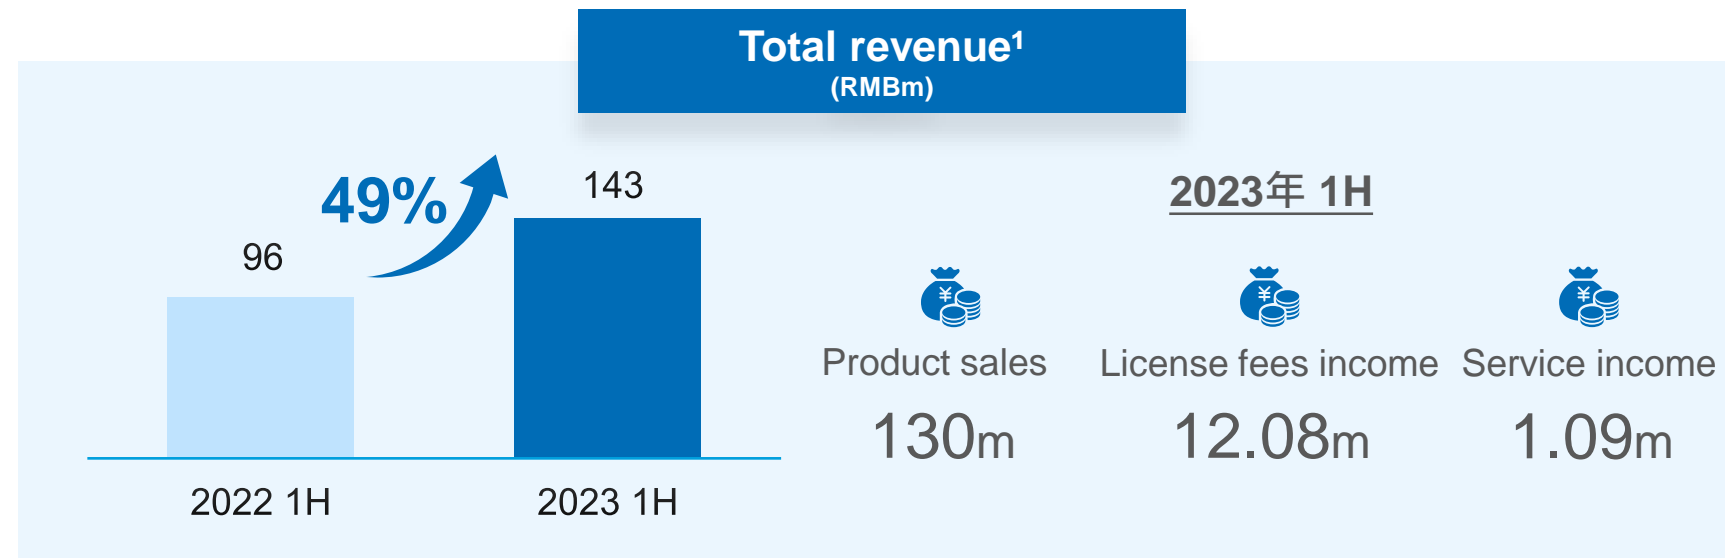 Total revenue¹
(RMBm)
49%
96
143
2022 1H
2023 1H
2023年 1H
Product sales
License fees income
Service income
130m
12.08m
1.09m